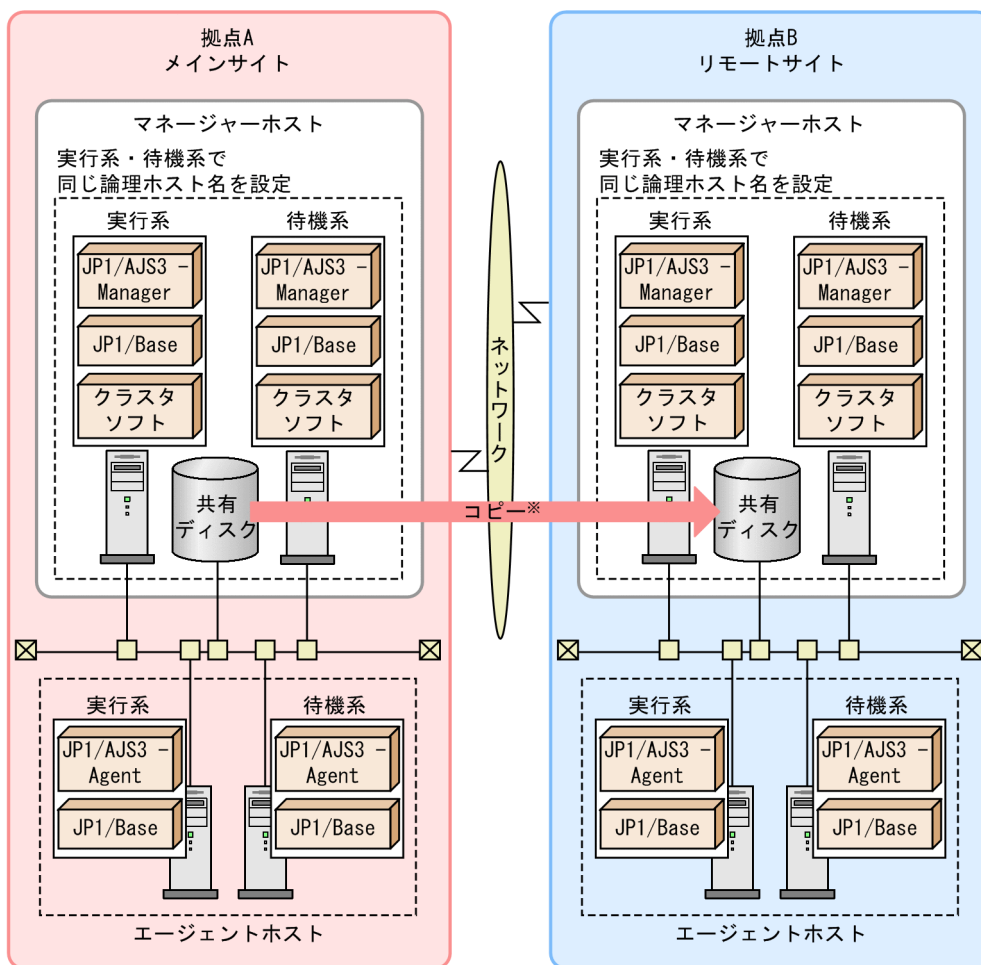 拠点A
メインサイト
マネージャーホスト
実行系・待機系で
同じ論理ホスト名を設定
実行系
JP1/AJS3 -
Manager
JP1/Base
クラスタ
ソフト
待機系
JP1/AJS3 -
Manager
JP1/Base
クラスタ
ソフト
共有
ディスク
実行系
JP1/AJS3 -
Agent
JP1/Base
待機系
JP1/AJS3 -
Agent
JP1/Base
エージェントホスト
ネットワーク
コピー※
拠点B
リモートサイト
マネージャーホスト
実行系・待機系で
同じ論理ホスト名を設定
実行系
JP1/AJS3 -
Manager
JP1/Base
クラスタ
ソフト
待機系
JP1/AJS3 -
Manager
JP1/Base
クラスタ
ソフト
共有
ディスク
実行系
JP1/AJS3 -
Agent
JP1/Base
待機系
JP1/AJS3 -
Agent
JP1/Base
エージェントホスト